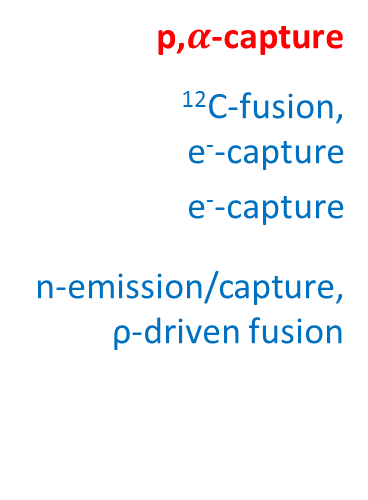 p,α-capture
¹²C-fusion,
e⁻-capture
e⁻-capture
n-emission/capture,
ρ-driven fusion